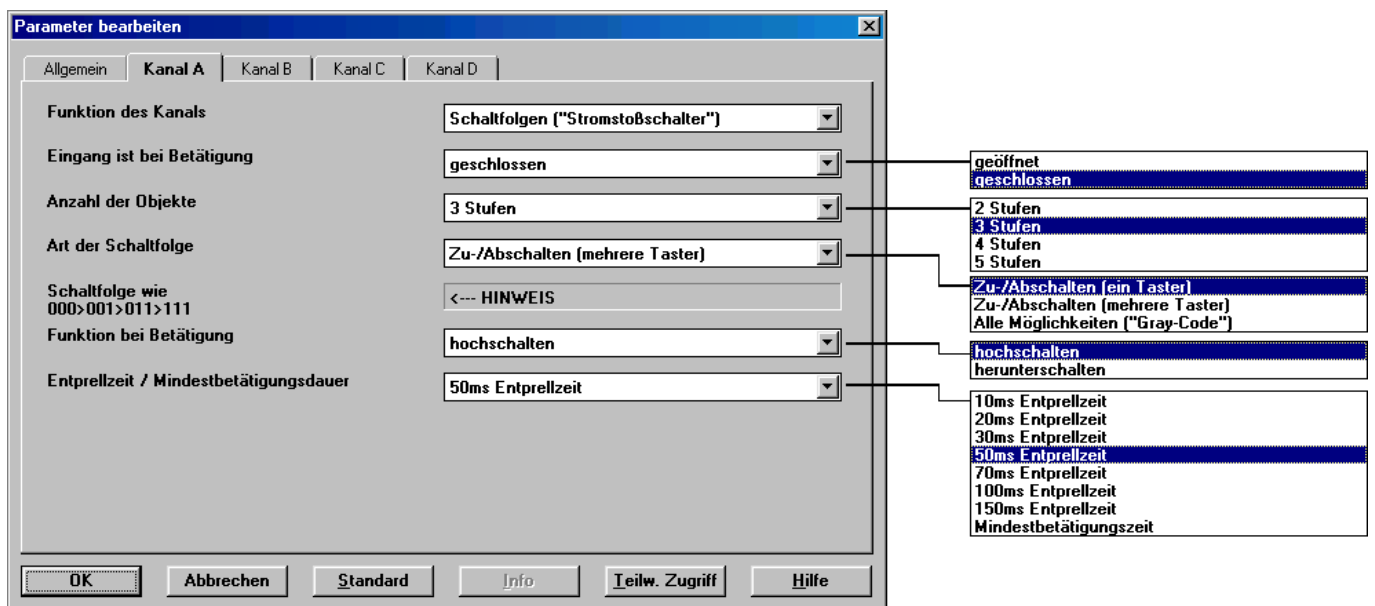 Parameter bearbeiten
Allgemein Kanal A Kanal B Kanal C Kanal D
Funktion des Kanals
Schaltfolgen ("Stromstoßschalter")
Eingang ist bei Betätigung
geschlossen
geöffnet
geschlossen
Anzahl der Objekte
3 Stufen
2 Stufen
3 Stufen
4 Stufen
5 Stufen
Art der Schaltfolge
Zu-/Abschalten (mehrere Taster)
Zu-/Abschalten (ein Taster)
Zu-/Abschalten (mehrere Taster)
Alle Möglichkeiten ("Gray-Code")
Schaltfolge wie
000>001>011>111
<--- HINWEIS
Funktion bei Betätigung
hochschalten
hochschalten
herunterschalten
Entprellzeit / Mindestbetätigungsdauer
50ms Entprellzeit
10ms Entprellzeit
20ms Entprellzeit
30ms Entprellzeit
50ms Entprellzeit
70ms Entprellzeit
100ms Entprellzeit
150ms Entprellzeit
Mindestbetätigungszeit
OK Abbrechen Standard Info Teilw. Zugriff Hilfe